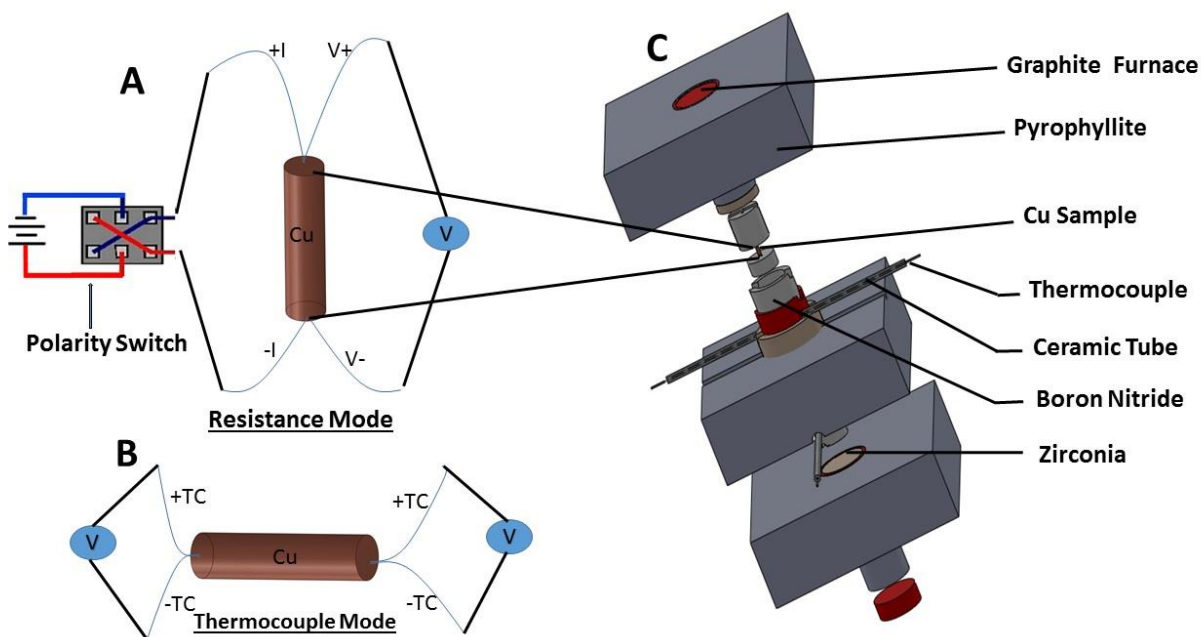 A
+I
V+
Cu
V
Polarity Switch
-I
V-
Resistance Mode
B
+TC
+TC
V
Cu
V
-TC
-TC
Thermocouple Mode
C
Graphite Furnace
Pyrophyllite
Cu Sample
Thermocouple
Ceramic Tube
Boron Nitride
Zirconia